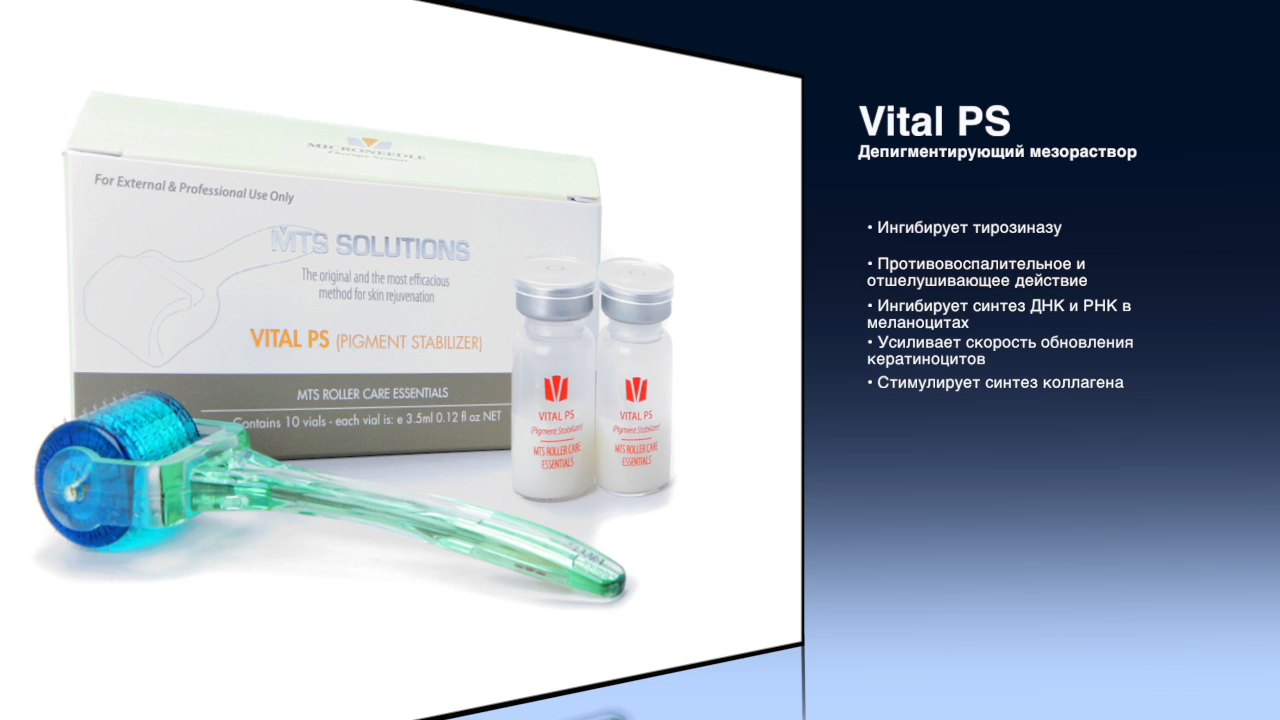 MICRONEEDLE
Therapy System
For External & Professional Use Only
MTS SOLUTIONS
The original and the most efficacious
method for skin rejuvenation
VITAL PS (PIGMENT STABILIZER)
MTS ROLLER CARE ESSENTIALS
Contains 10 vials - each vial is: e 3.5ml 0.12 fl oz NET
VITAL PS
(Pigment Stabilizer)
MTS ROLLER CARE
ESSENTIALS
VITAL PS
(Pigment Stabilizer)
MTS ROLLER CARE
ESSENTIALS
Vital PS
Депигментирующий мезораствор
• Ингибирует тирозиназу
• Противовоспалительное и
отшелушивающее действие
• Ингибирует синтез ДНК и РНК в
меланоцитах
• Усиливает скорость обновления
кератиноцитов
• Стимулирует синтез коллагена